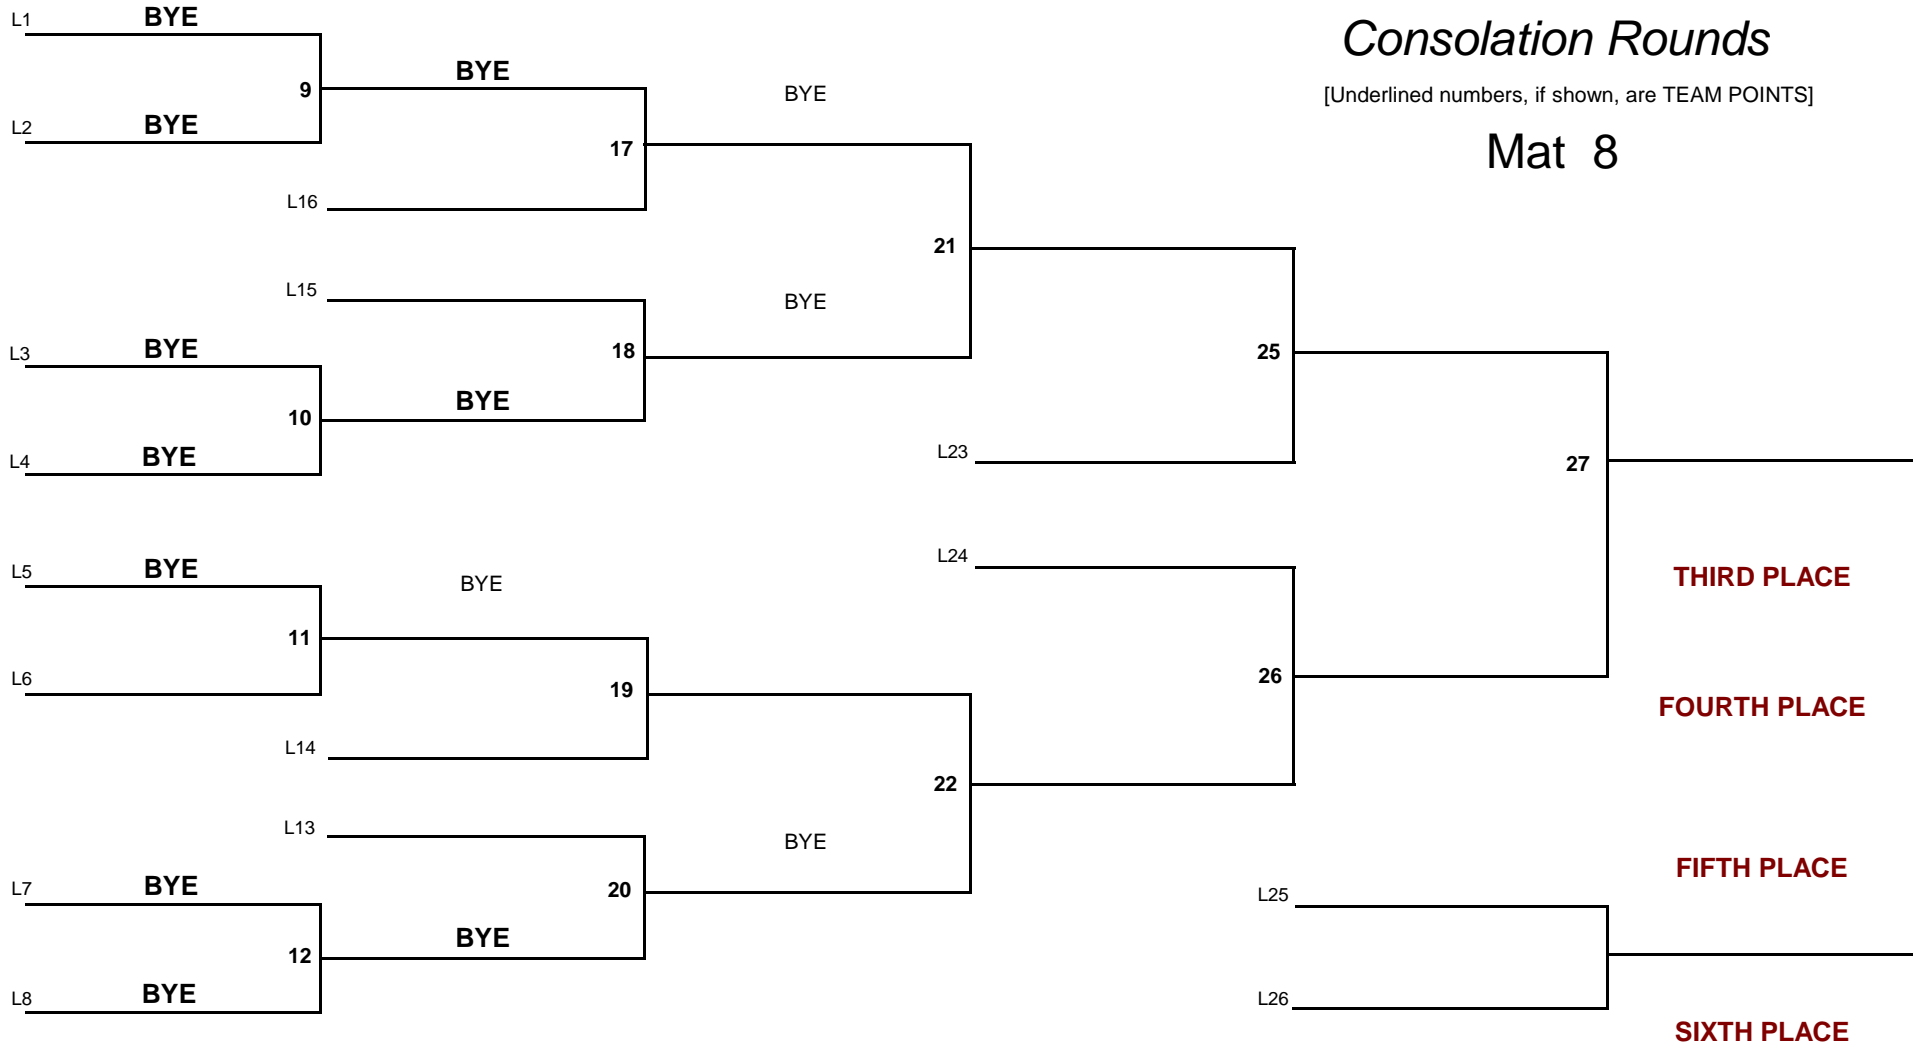 L1 BYE
Consolation Rounds
BYE
9
BYE
[Underlined numbers, if shown, are TEAM POINTS]
L2 BYE
17
Mat 8
L16
21
L15
BYE
L3 BYE
18
25
BYE
10
L4 BYE
L23
27
L24
L5 BYE
BYE
THIRD PLACE
11
L6
19
26
FOURTH PLACE
L14
22
L13
BYE
FIFTH PLACE
L7 BYE
20
L25
BYE
12
L8 BYE
L26
SIXTH PLACE